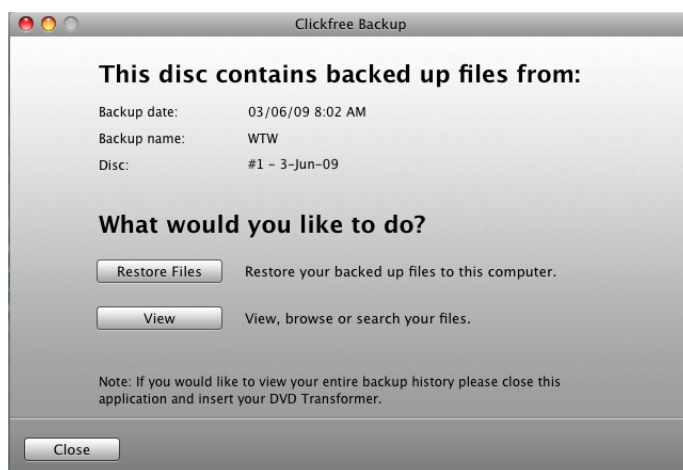 Clickfree Backup
This disc contains backed up files from:
Backup date: 03/06/09 8:02 AM
Backup name: WTW
Disc: #1 – 3-Jun-09
What would you like to do?
Restore Files Restore your backed up files to this computer.
View View, browse or search your files.
Note: If you would like to view your entire backup history please close this
application and insert your DVD Transformer.
Close